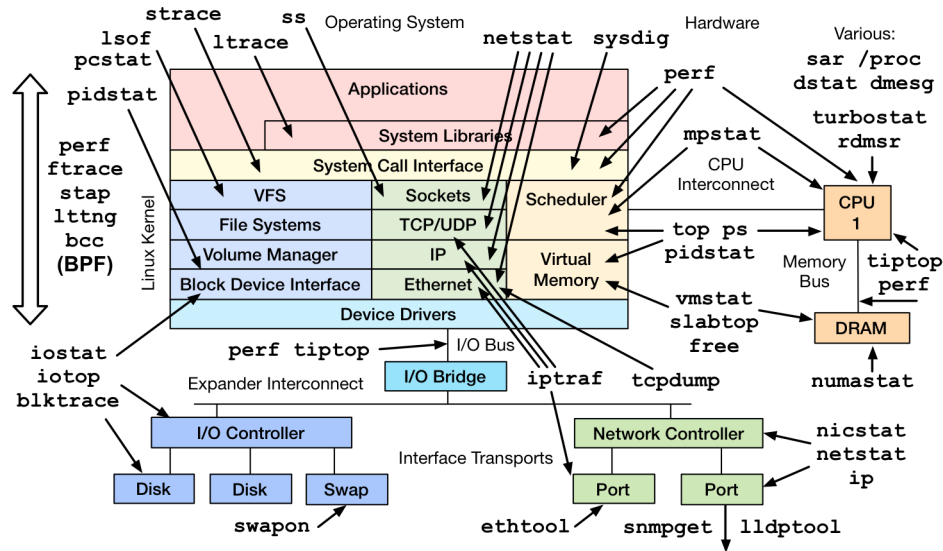 strace
ss
Operating System
Hardware
lsof
pcstat
ltrace
netstat
sysdig
Various:
sar /proc
dstat dmesg
pidstat
Applications
perf
System Libraries
mpstat
turbostat
rdmsr
perf
ftrace
stap
lttng
bcc
(BPF)
Linux Kernel
System Call Interface
CPU
Interconnect
VFS
Sockets
Scheduler
CPU
1
File Systems
TCP/UDP
top ps
pidstat
Volume Manager
IP
Virtual
Memory
Memory
Bus
tiptop
perf
Block Device Interface
Ethernet
vmstat
slabtop
free
Device Drivers
DRAM
iostat
iotop
blktrace
perf tiptop
I/O Bus
I/O Bridge
iptraf
tcpdump
numastat
Expander Interconnect
I/O Controller
Network Controller
nicstat
netstat
ip
Interface Transports
Disk
Disk
Swap
Port
Port
swapon
ethtool
snmpget
lldptool